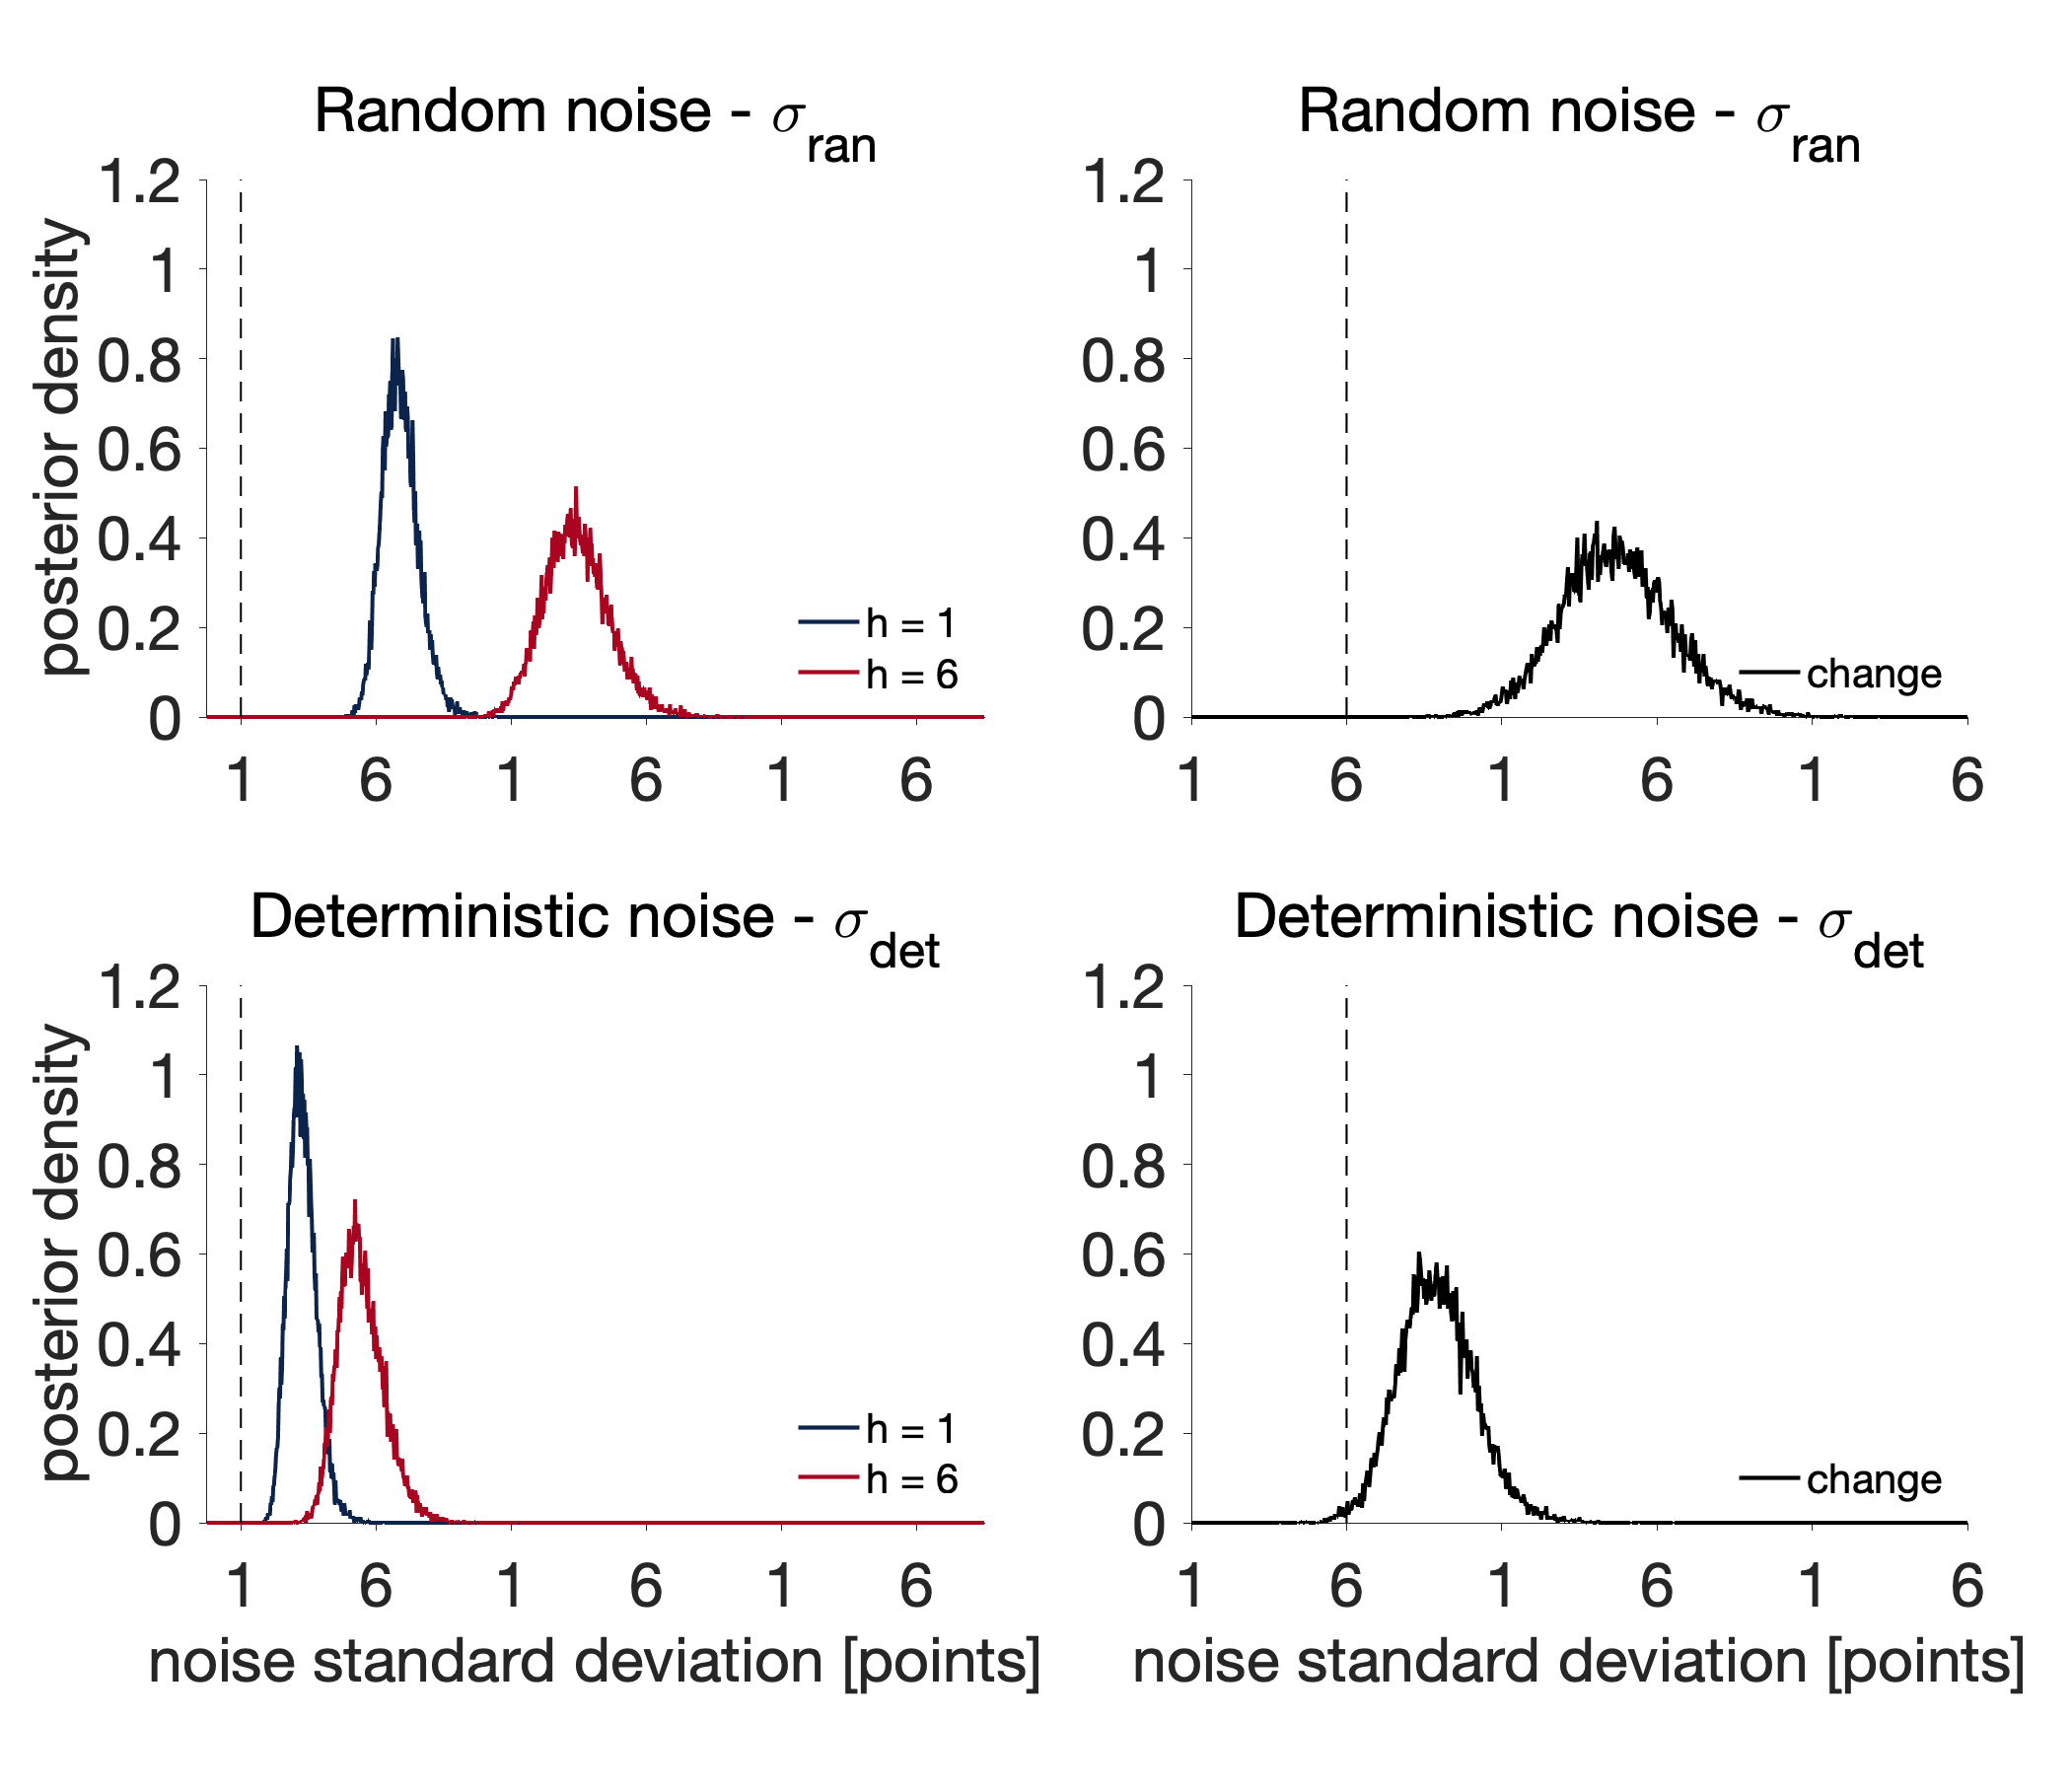 Random noise - σran
1.2
1
0.8
0.6
0.4
0.2
0
posterior density
h = 1
h = 6
1 6 1 6 1 6
Random noise - σran
1.2
1
0.8
0.6
0.4
0.2
0
change
1 6 1 6 1 6
Deterministic noise - σdet
1.2
1
0.8
0.6
0.4
0.2
0
posterior density
h = 1
h = 6
1 6 1 6 1 6
noise standard deviation [points]
Deterministic noise - σdet
1.2
1
0.8
0.6
0.4
0.2
0
change
1 6 1 6 1 6
noise standard deviation [points]